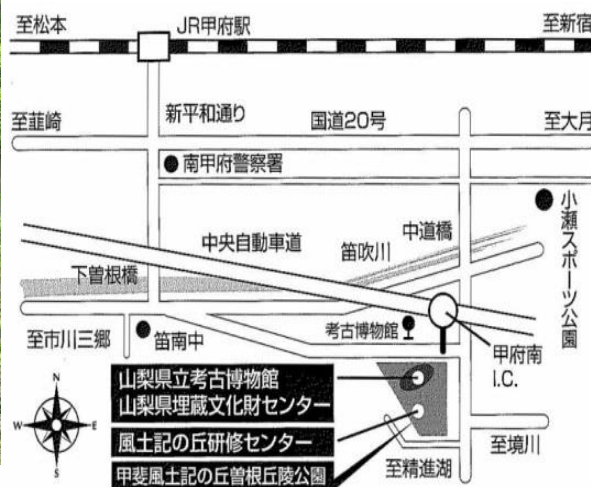 至松本
JR甲府駅
至新宿
新平和通り
至韮崎
国道20号
至大月
南甲府警察署
小瀬スポーツ公園
中央自動車道
中道橋
笛吹川
下曽根橋
考古博物館
至市川三郷
笛南中
甲府南
I.C.
山梨県立考古博物館
山梨県埋蔵文化財センター
風土記の丘研修センター
甲斐風土記の丘曽根丘陵公園
至境川
至精進湖
N
W
E
S